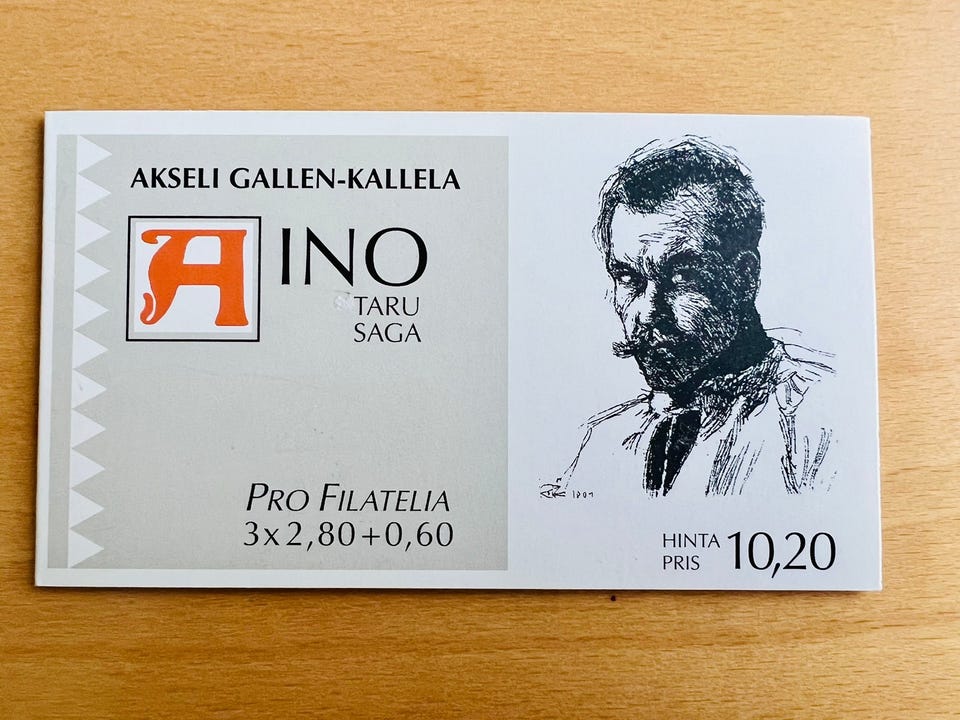 AKSELI GALLEN-KALLELA
AINO
TARU
SAGA
PRO FILATELIA
3x2,80+0,60
HINTA
PRIS 10,20